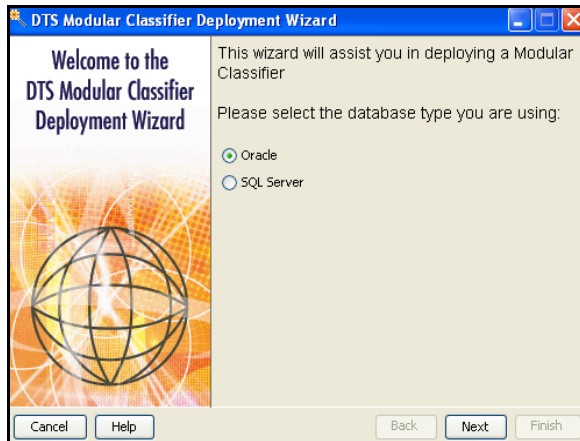 DTS Modular Classifier Deployment Wizard
Welcome to the
DTS Modular Classifier
Deployment Wizard
This wizard will assist you in deploying a Modular
Classifier
Please select the database type you are using:
Oracle
SQL Server
Cancel
Help
Back
Next
Finish